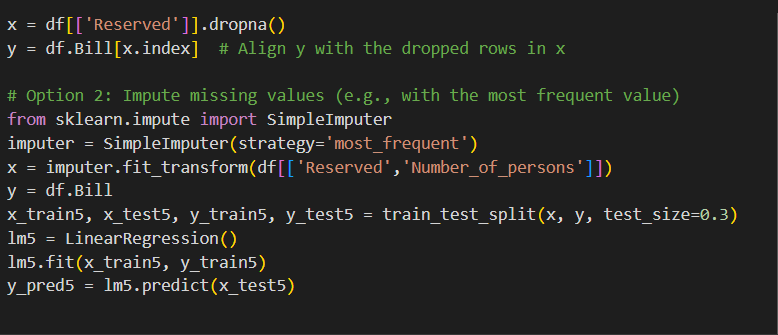 x = df[['Reserved']].dropna()
y = df.Bill[x.index]  # Align y with the dropped rows in x
# Option 2: Impute missing values (e.g., with the most frequent value)
from sklearn.impute import SimpleImputer
imputer = SimpleImputer(strategy='most_frequent')
x = imputer.fit_transform(df[['Reserved','Number_of_persons']])
y = df.Bill
x_train5, x_test5, y_train5, y_test5 = train_test_split(x, y, test_size=0.3)
lm5 = LinearRegression()
lm5.fit(x_train5, y_train5)
y_pred5 = lm5.predict(x_test5)